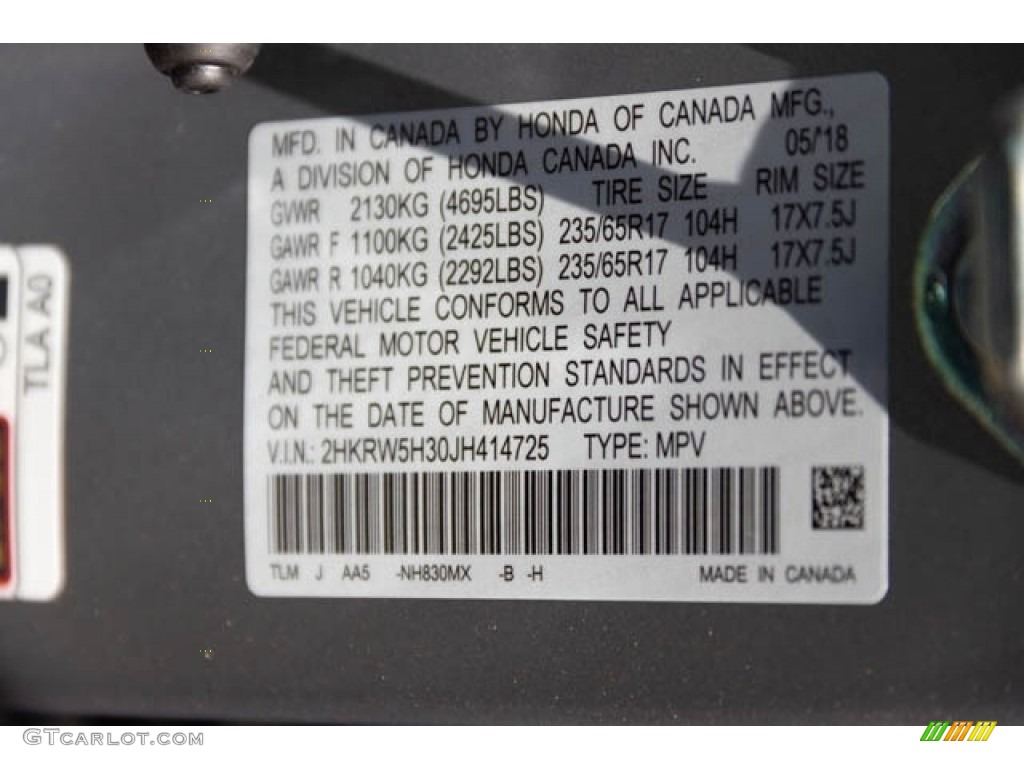 MFD. IN CANADA BY HONDA OF CANADA MFG.,
A DIVISION OF HONDA CANADA INC. 05/'18
GVWR 2130KG (4695LBS) TIRE SIZE RIM SIZE
GAWR F 1100KG (2425LBS) 235/65R17 104H 17X7.5J
GAWR R 1040KG (2292LBS) 235/65R17 104H 17X7.5J
THIS VEHICLE CONFORMS TO ALL APPLICABLE
FEDERAL MOTOR VEHICLE SAFETY
AND THEFT PREVENTION STANDARDS IN EFFECT
ON THE DATE OF MANUFACTURE SHOWN ABOVE.
V.I.N.: 2HKRW5H30JH414725 TYPE: MPV
TLM J AA5 -NH830MX -B -H MADE IN CANADA
TLA A0
GTCARLOT.COM